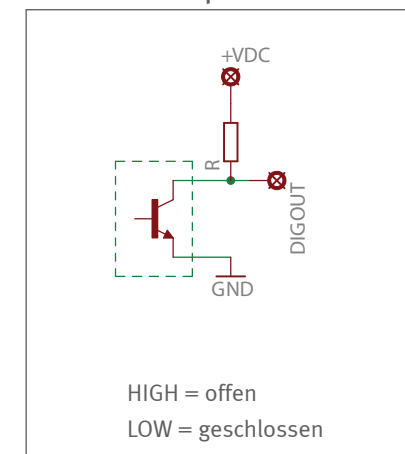 +VDC
R
DIGOUT
GND
HIGH = offen
LOW = geschlossen